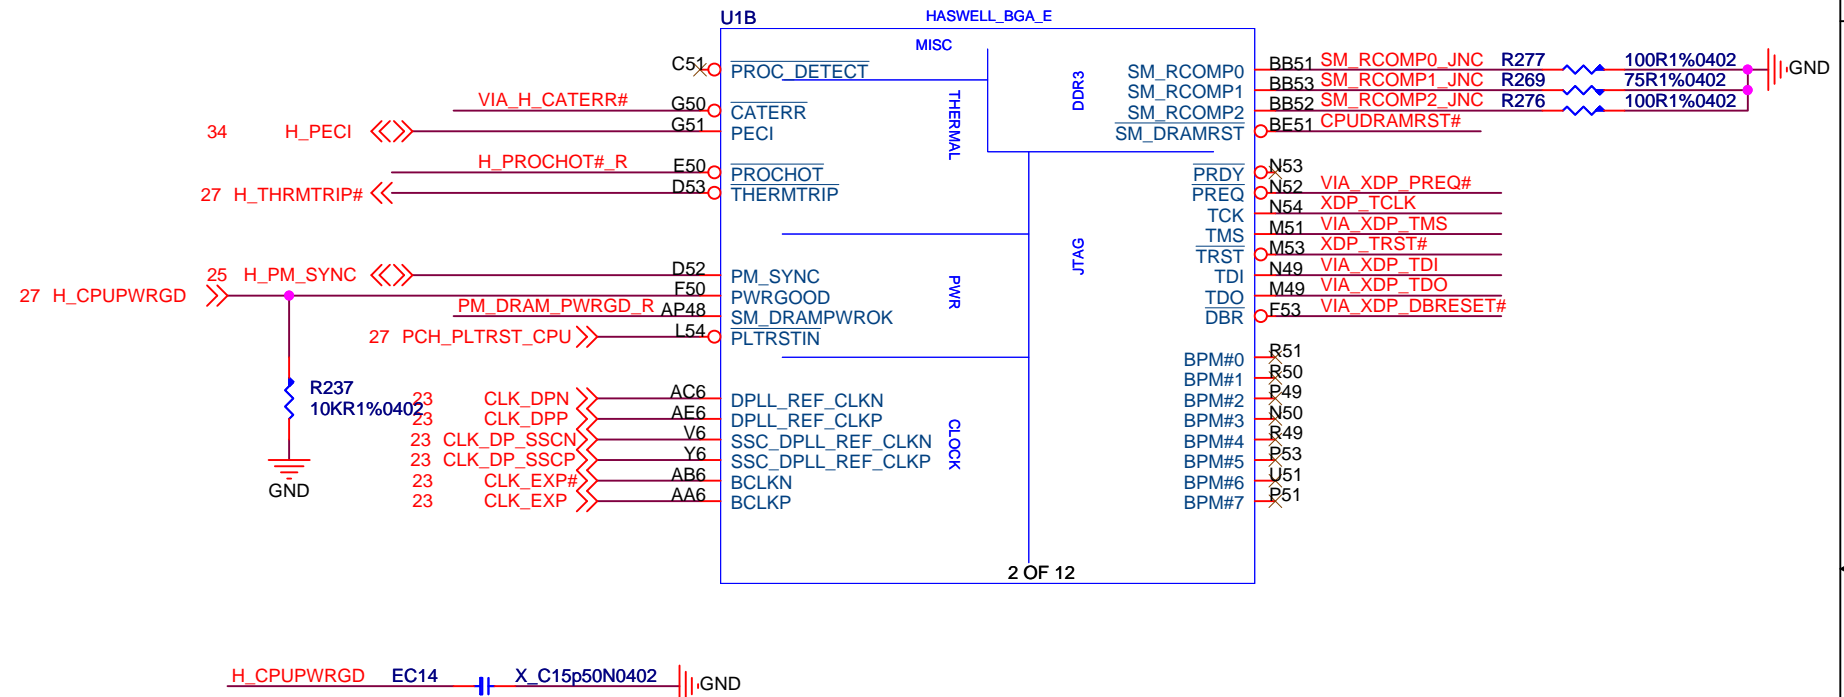 U1B HASWELL_BGA_E
MISC
C51 PROC_DETECT
VIA_H_CATERR# G50 CATERR
34 H_PECI G51 PECI
H_PROCHOT#_R E50 PROCHOT
27 H_THRMTRIP# D53 THERMTRIP
THERMAL
25 H_PM_SYNC D52 PM_SYNC
27 H_CPUPWRGD F50 PWRGOOD
PM_DRAM_PWRGD_R AP48 SM_DRAMPWROK
27 PCH_PLTRST_CPU L54 PLTRSTIN
PWR
R237
10KR1%0402
GND
23 CLK_DPN AC6 DPLL_REF_CLKN
23 CLK_DPP AE6 DPLL_REF_CLKP
23 CLK_DP_SSCN V6 SSC_DPLL_REF_CLKN
23 CLK_DP_SSCP Y6 SSC_DPLL_REF_CLKP
23 CLK_EXP# AB6 BCLKN
23 CLK_EXP AA6 BCLKP
CLOCK
DDR3
SM_RCOMP0 BB51 SM_RCOMP0_JNC R277 100R1%0402 GND
SM_RCOMP1 BB53 SM_RCOMP1_JNC R269 75R1%0402
SM_RCOMP2 BB52 SM_RCOMP2_JNC R276 100R1%0402
SM_DRAMRST BE51 CPUDRAMRST#
JTAG
PRDY N53
PREQ N52 VIA_XDP_PREQ#
TCK N54 XDP_TCLK
TMS M51 VIA_XDP_TMS
TRST M53 XDP_TRST#
TDI N49 VIA_XDP_TDI
TDO M49 VIA_XDP_TDO
DBR F53 VIA_XDP_DBRESET#
BPM#0 R51
BPM#1 R50
BPM#2 P49
BPM#3 N50
BPM#4 R49
BPM#5 P53
BPM#6 U51
BPM#7 P51
2 OF 12
H_CPUPWRGD EC14 X_C15p50N0402 GND